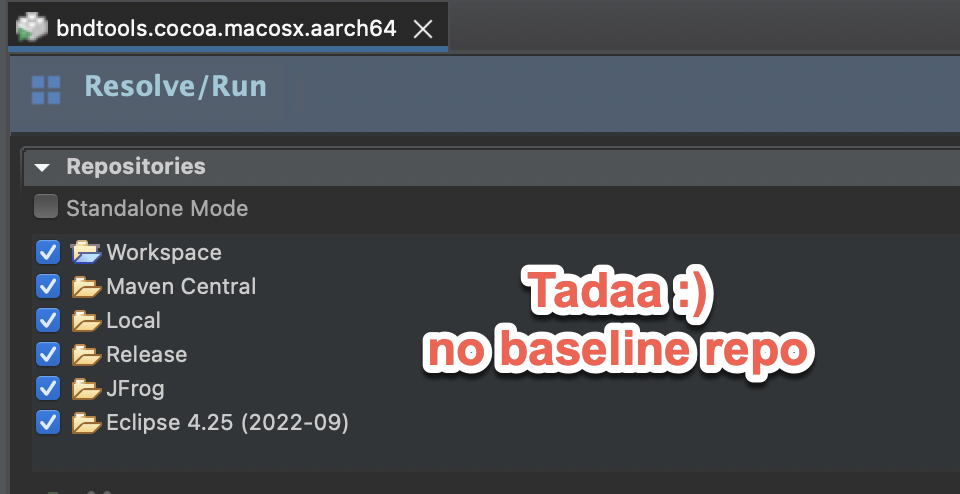 bndtools.cocoa.macosx.aarch64
Resolve/Run
Repositories
Standalone Mode
Workspace
Maven Central
Local
Release
JFrog
Eclipse 4.25 (2022-09)
Tadaa :)
no baseline repo